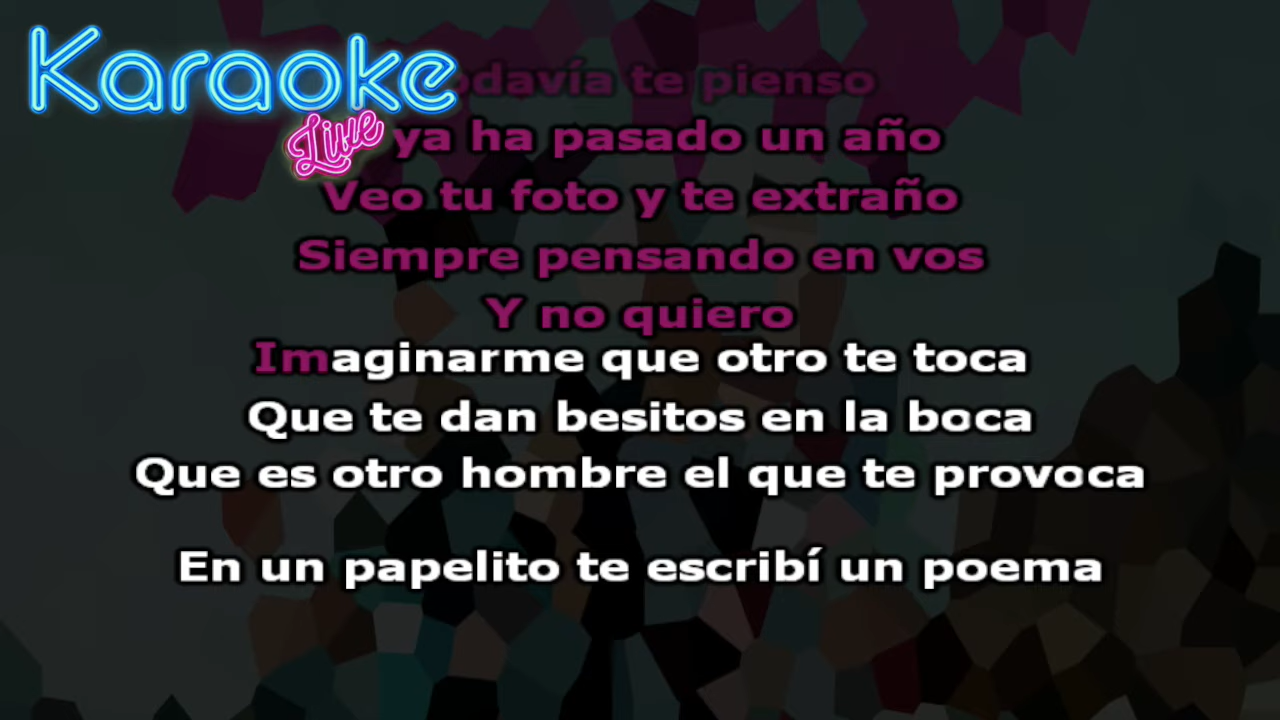 Karaoke
Live
te pienso
ya ha pasado un año
Veo tu foto y te extraño
Siempre pensando en vos
Y no quiero
Imaginarme que otro te toca
Que te dan besitos en la boca
Que es otro hombre el que te provoca
En un papelito te escribí un poema